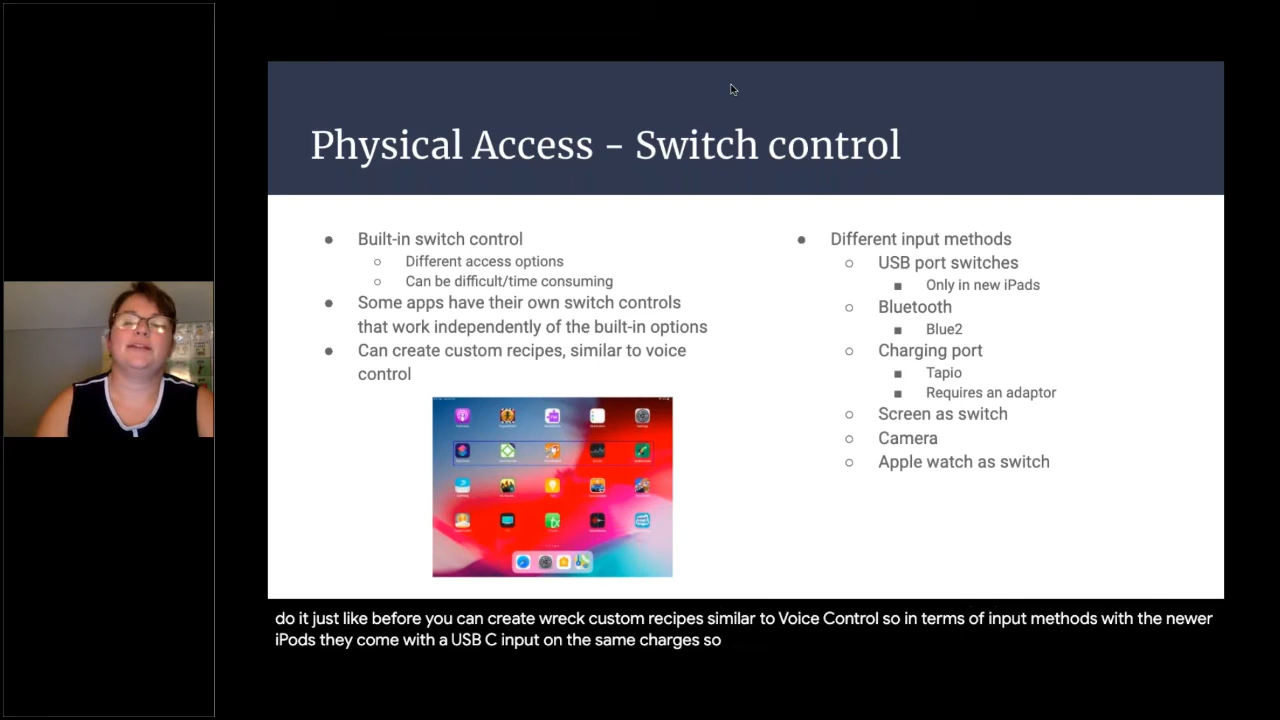 Physical Access - Switch control
● Built-in switch control
○ Different access options
○ Can be difficult/time consuming
● Some apps have their own switch controls
that work independently of the built-in options
● Can create custom recipes, similar to voice
control
● Different input methods
○ USB port switches
■ Only in new iPads
○ Bluetooth
■ Blue2
○ Charging port
■ Tapio
■ Requires an adaptor
○ Screen as switch
○ Camera
○ Apple watch as switch
do it just like before you can create wreck custom recipes similar to Voice Control so in terms of input methods with the newer
iPods they come with a USB C input on the same charges so